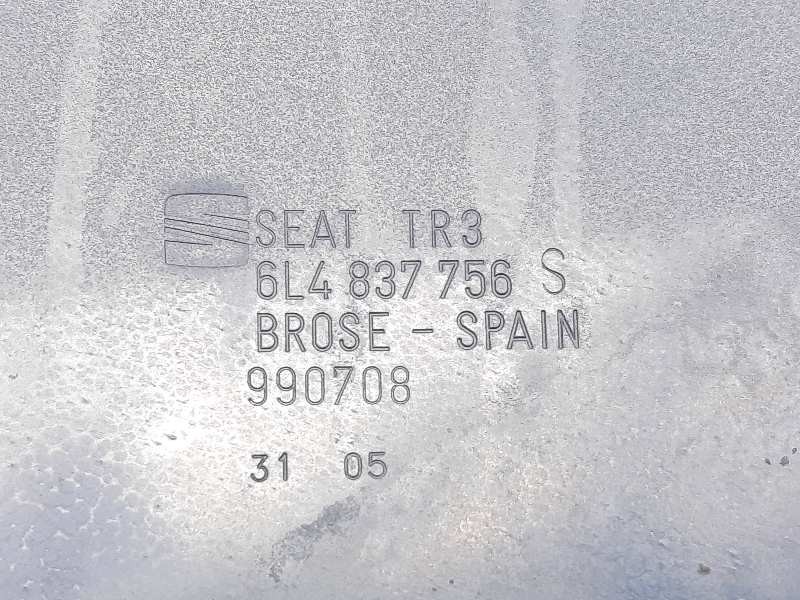 SEAT TR3
6L4 837 756 S
BROSE - SPAIN
990708
31 05